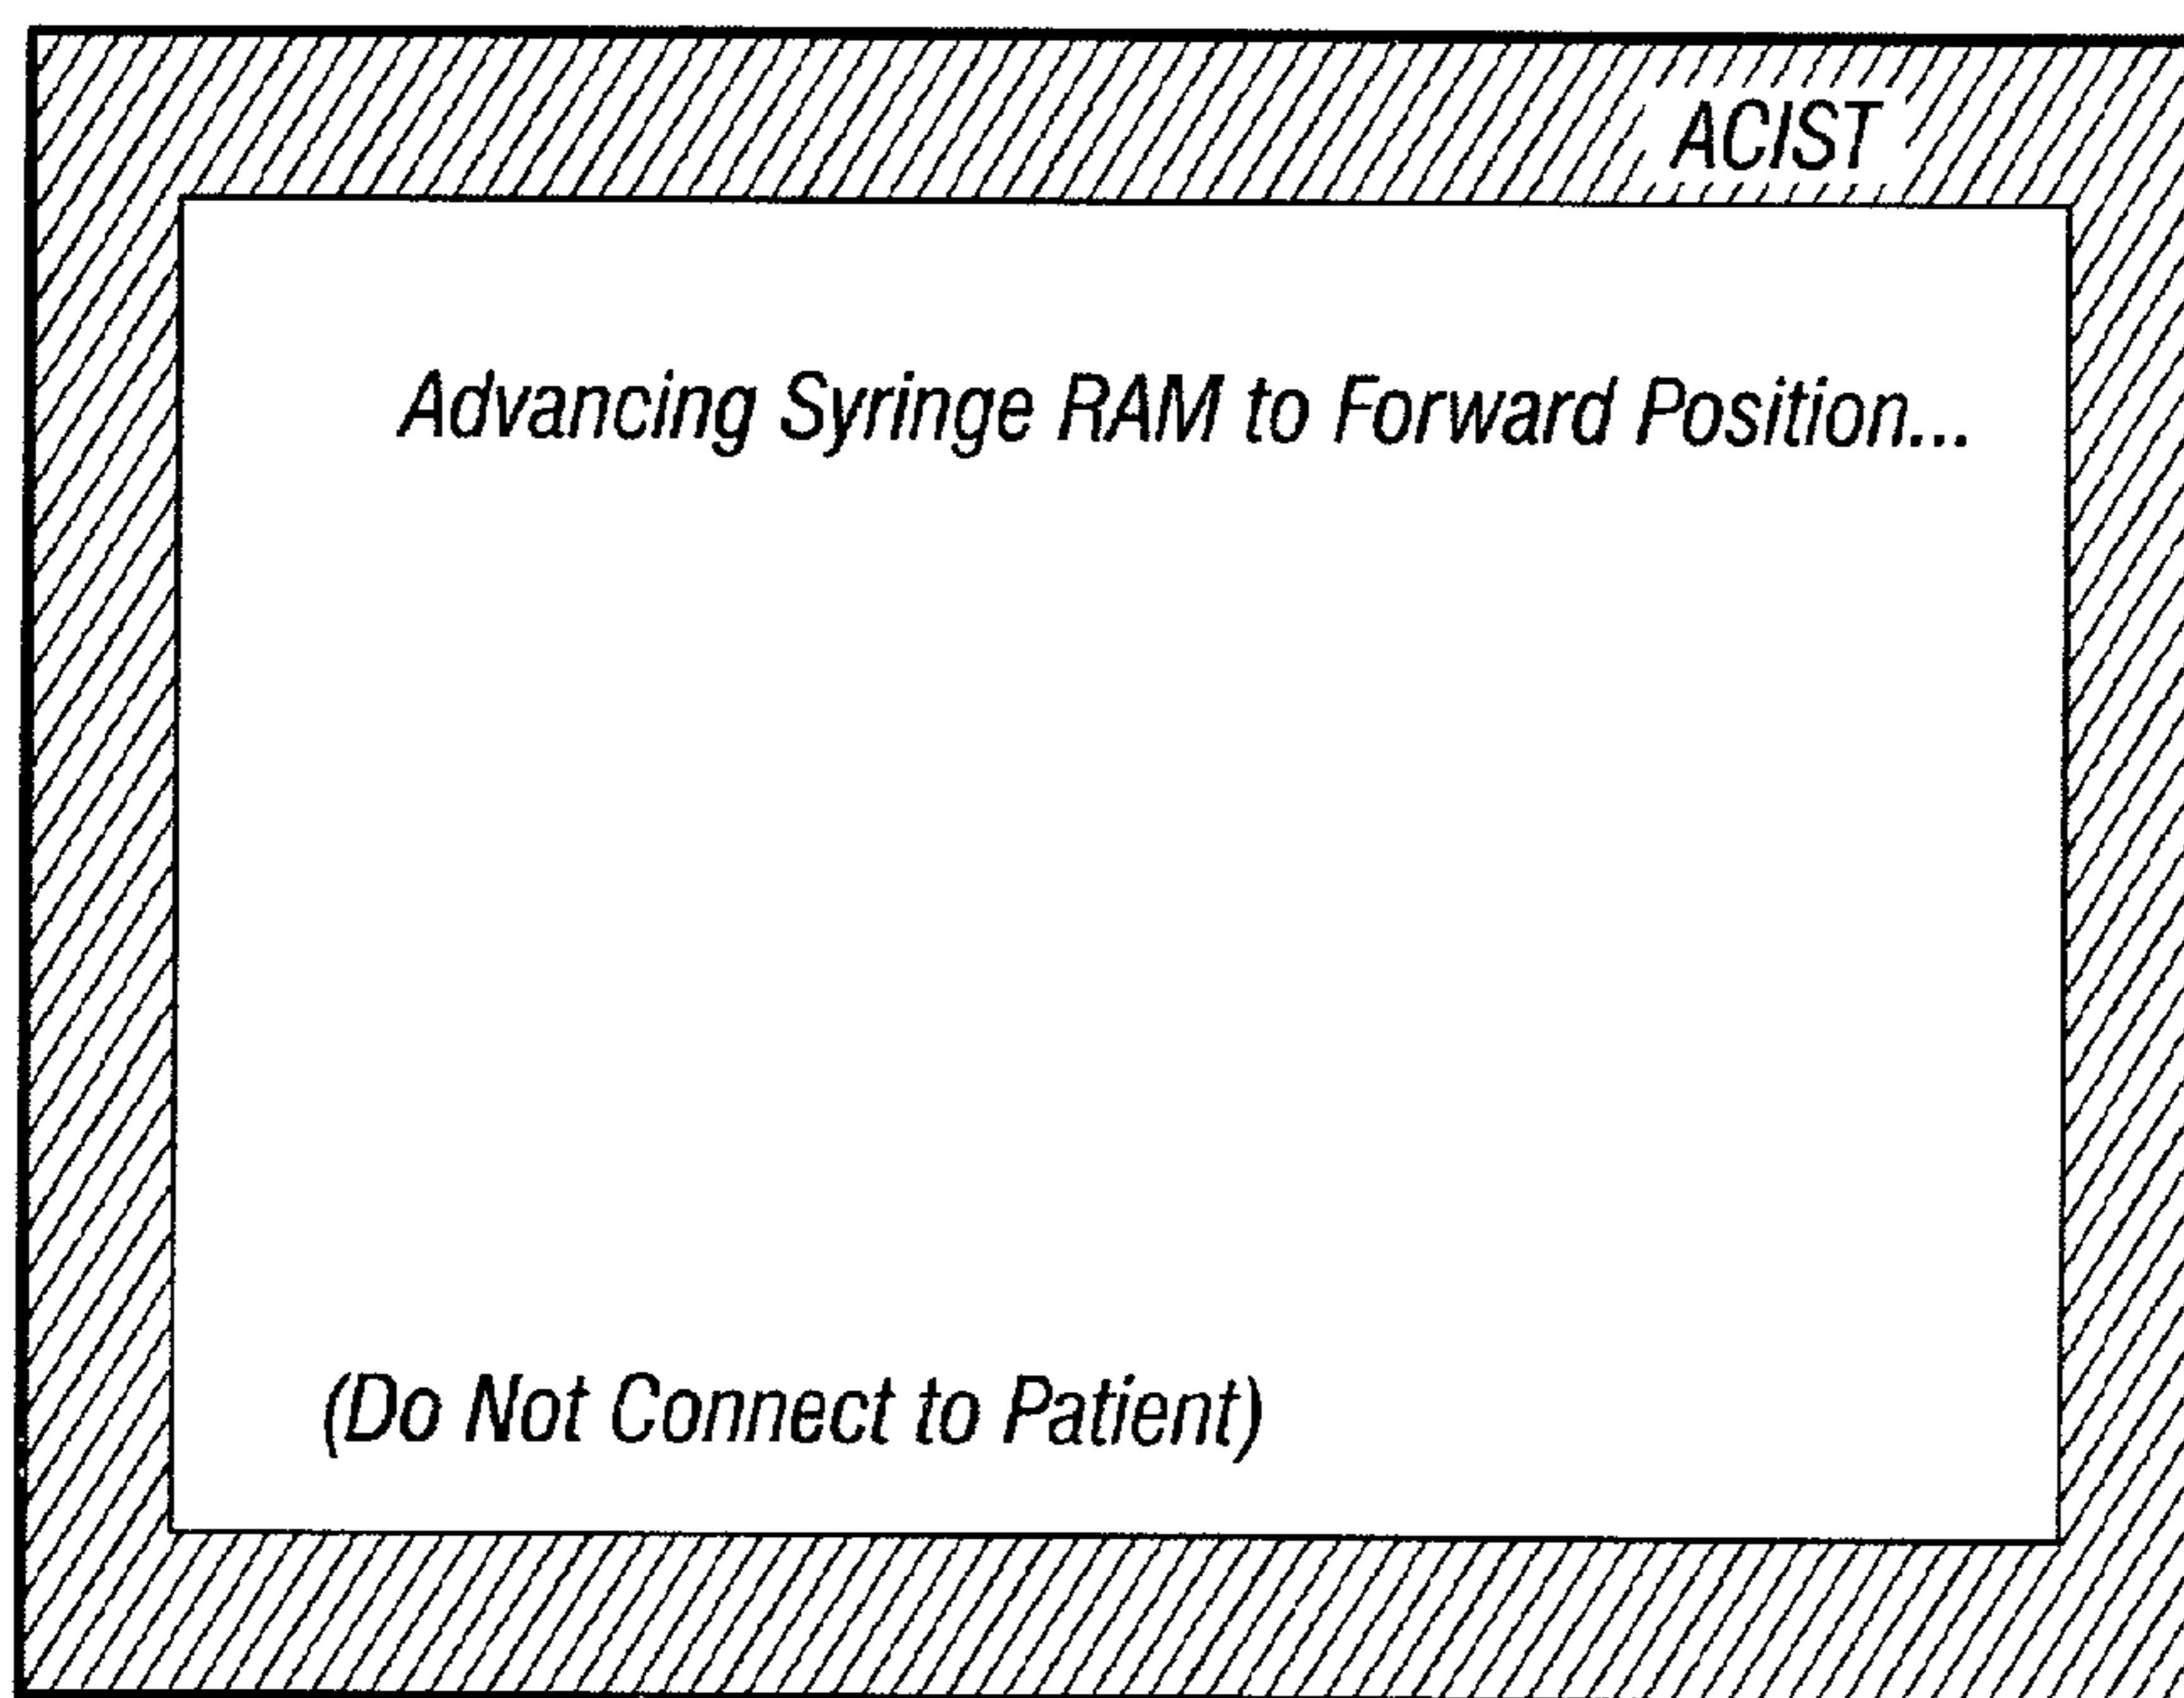 ACIST
Advancing Syringe RAM to Forward Position...
(Do Not Connect to Patient)